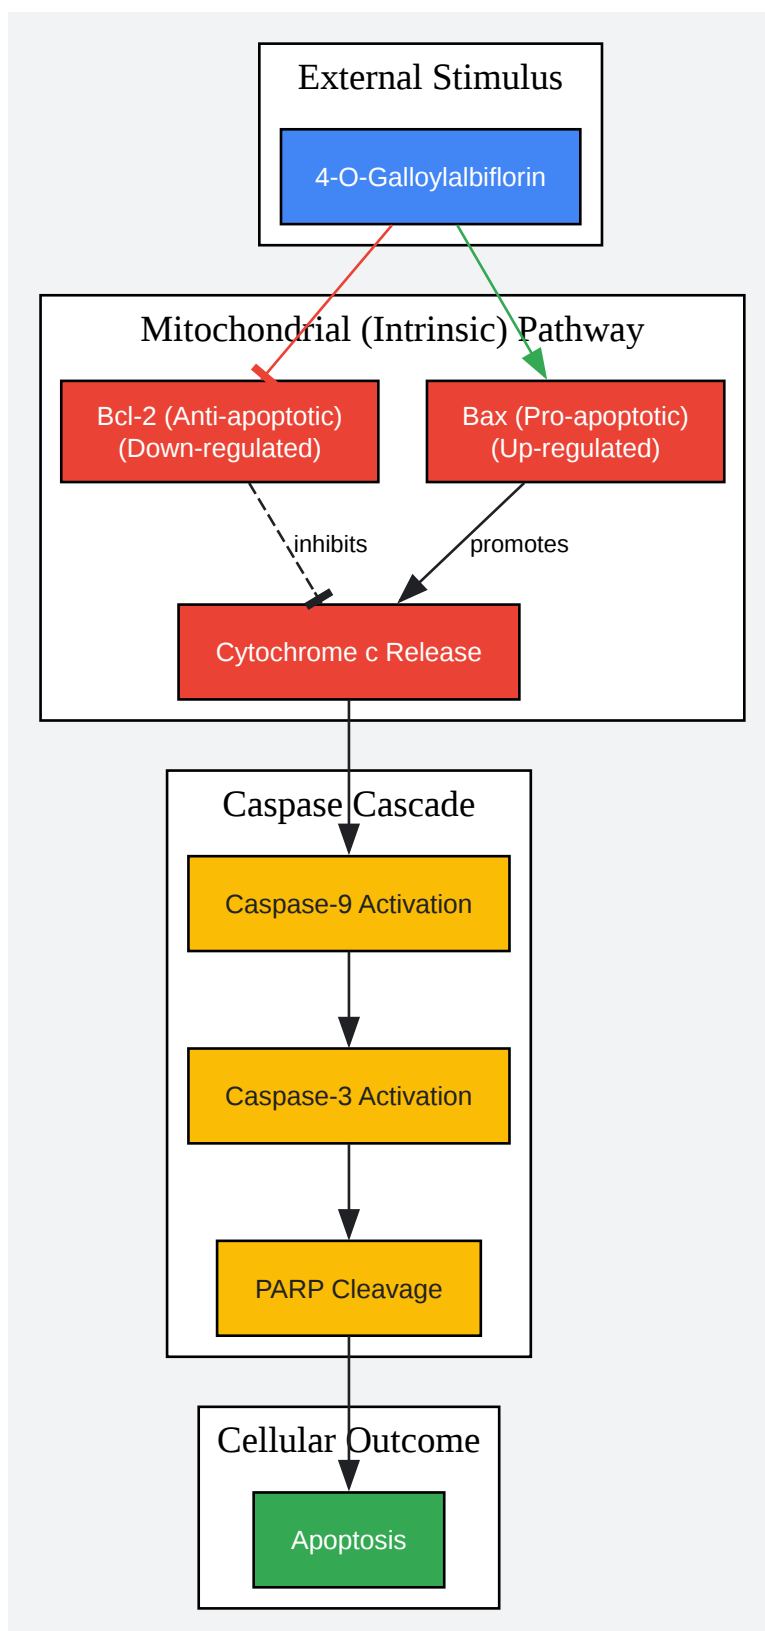 External Stimulus
4-O-Galloylalbiflorin
Mitochondrial (Intrinsic) Pathway
Bcl-2 (Anti-apoptotic)
(Down-regulated)
Bax (Pro-apoptotic)
(Up-regulated)
inhibits
promotes
Cytochrome c Release
Caspase Cascade
Caspase-9 Activation
Caspase-3 Activation
PARP Cleavage
Cellular Outcome
Apoptosis